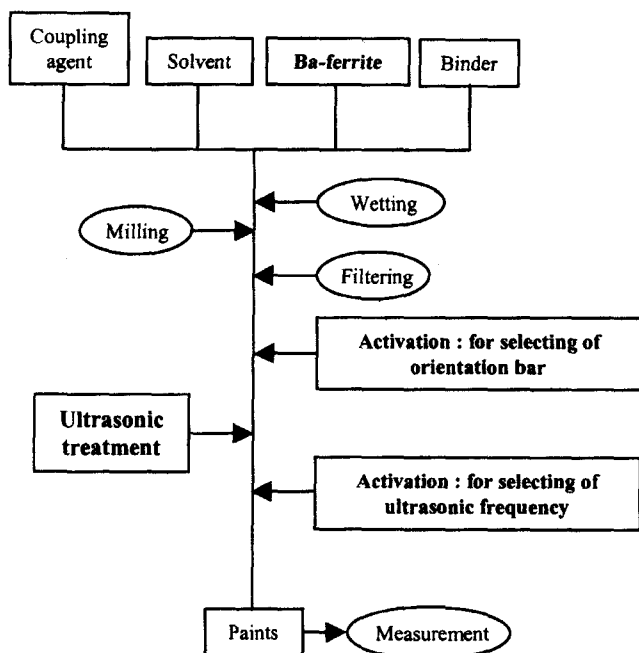 Coupling
agent
Solvent
Ba-ferrite
Binder
Wetting
Milling
Filtering
Activation : for selecting of
orientation bar
Ultrasonic
treatment
Activation : for selecting of
ultrasonic frequency
Paints
Measurement